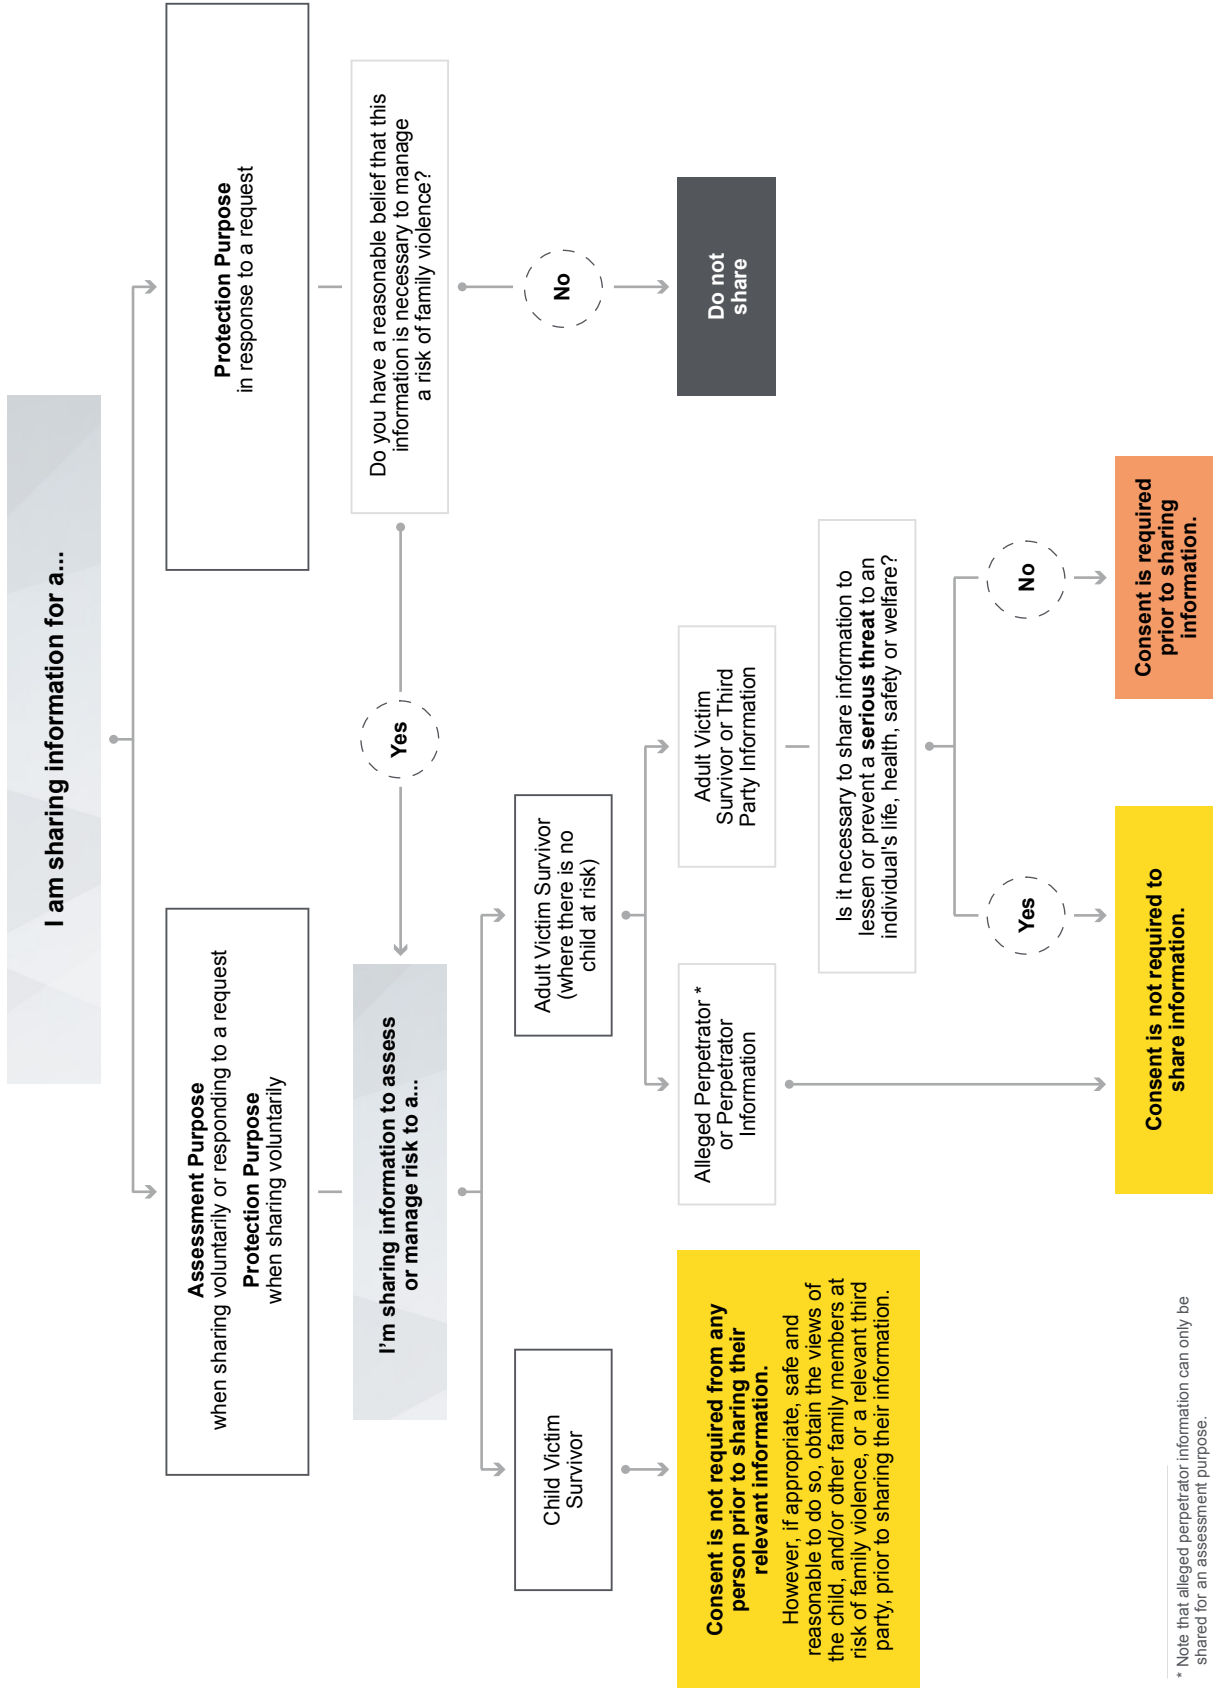 I am sharing information for a...
Assessment Purpose
when sharing voluntarily or responding to a request
Protection Purpose
when sharing voluntarily
Protection Purpose
in response to a request
Do you have a reasonable belief that this
information is necessary to manage
a risk of family violence?
Yes
No
Do not
share
I'm sharing information to assess
or manage risk to a...
Child Victim
Survivor
Adult Victim Survivor
(where there is no
child at risk)
Consent is not required from any
person prior to sharing their
relevant information.
However, if appropriate, safe and
reasonable to do so, obtain the views of
the child, and/or other family members at
risk of family violence, or a relevant third
party, prior to sharing their information.
Alleged Perpetrator *
or Perpetrator
Information
Adult Victim
Survivor or Third
Party Information
Is it necessary to share information to
lessen or prevent a serious threat to an
individual's life, health, safety or welfare?
Yes
No
Consent is not required to
share information.
Consent is required
prior to sharing
information.
* Note that alleged perpetrator information can only be
shared for an assessment purpose.